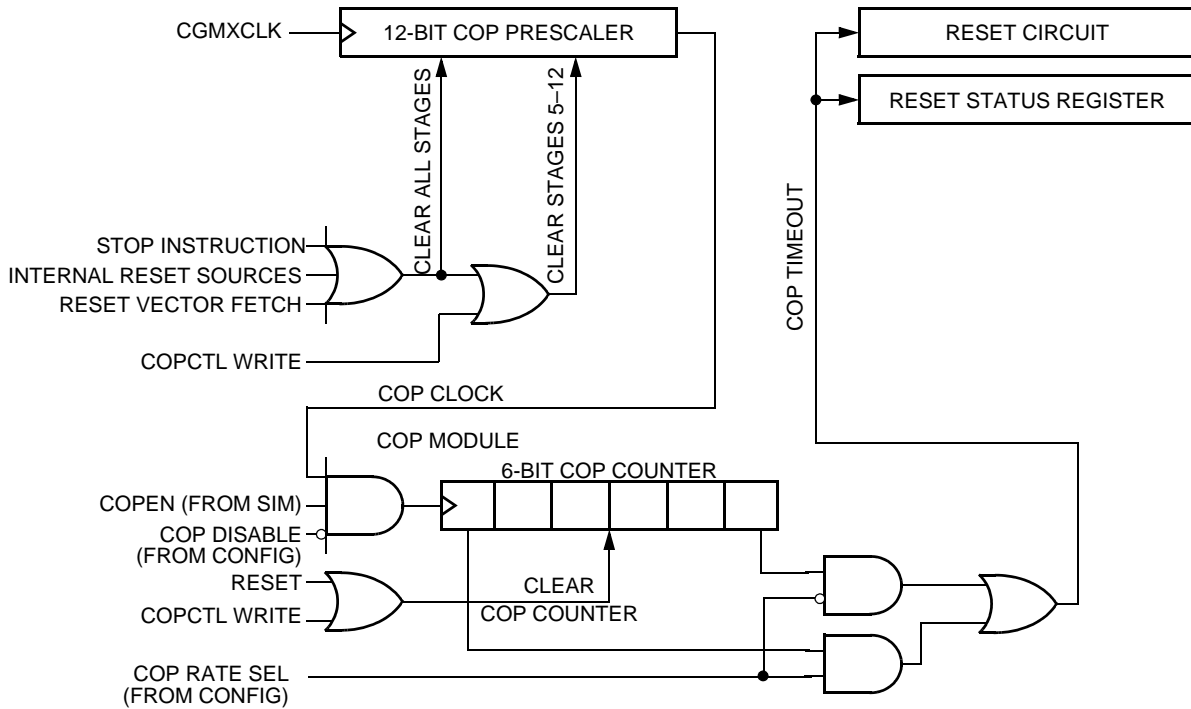 CGMXCLK
12-BIT COP PRESCALER
RESET CIRCUIT
RESET STATUS REGISTER
CLEAR ALL STAGES
CLEAR STAGES 5–12
STOP INSTRUCTION
INTERNAL RESET SOURCES
RESET VECTOR FETCH
COPCTL WRITE
COP TIMEOUT
COP CLOCK
COP MODULE
6-BIT COP COUNTER
COPEN (FROM SIM)
COP DISABLE
(FROM CONFIG)
RESET
COPCTL WRITE
CLEAR
COP COUNTER
COP RATE SEL
(FROM CONFIG)